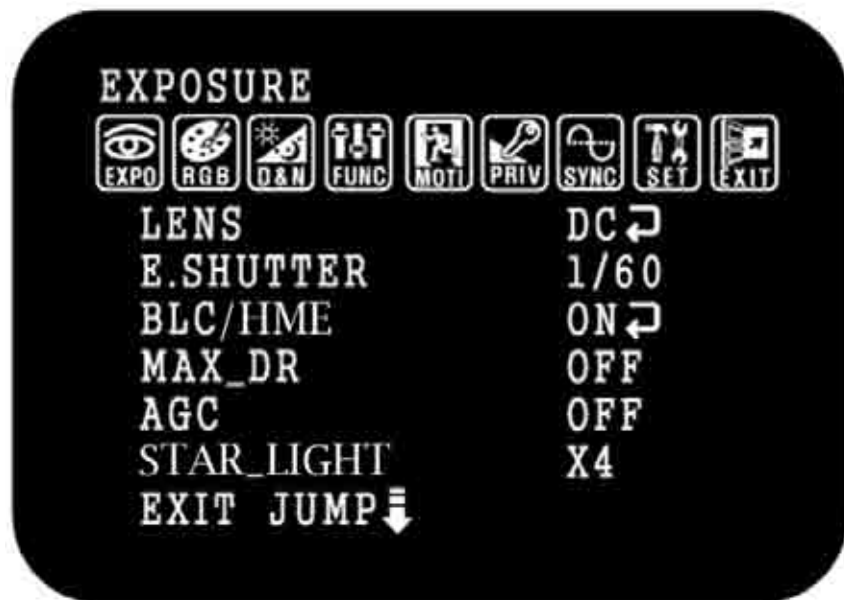 EXPOSURE
EXPO RGB D&N FUNC MOTI PRIV SYNC SET EXIT
LENS DC
E.SHUTTER 1/60
BLC/HME ON
MAX_DR OFF
AGC OFF
STAR_LIGHT X4
EXIT JUMP